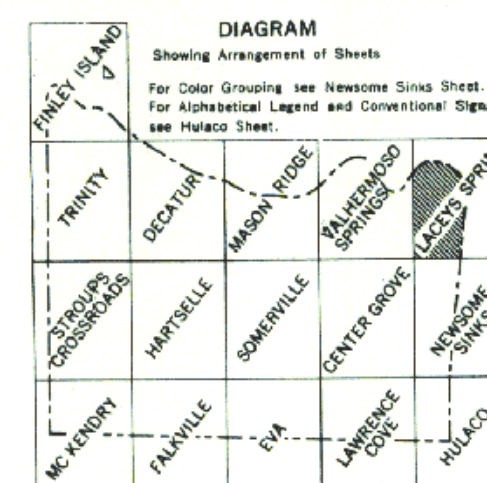 DIAGRAM
Showing Arrangement of Sheets
For Color Grouping see Newsome Sinks Sheet.
For Alphabetical Legend and Conventional Sign
see Hulaco Sheet.
FINLEY ISLAND
TRINITY
DECATUR
MASON RIDGE
VALHERMOSO
SPRINGS
LACEYS SPRI
STROUPS
CROSSROADS
HARTSELLE
SOMERVILLE
CENTER GROVE
NEWSOME
SINKS
MC KENDRY
FALKVILLE
EVA
LAWRENCE
COVE
HULACO